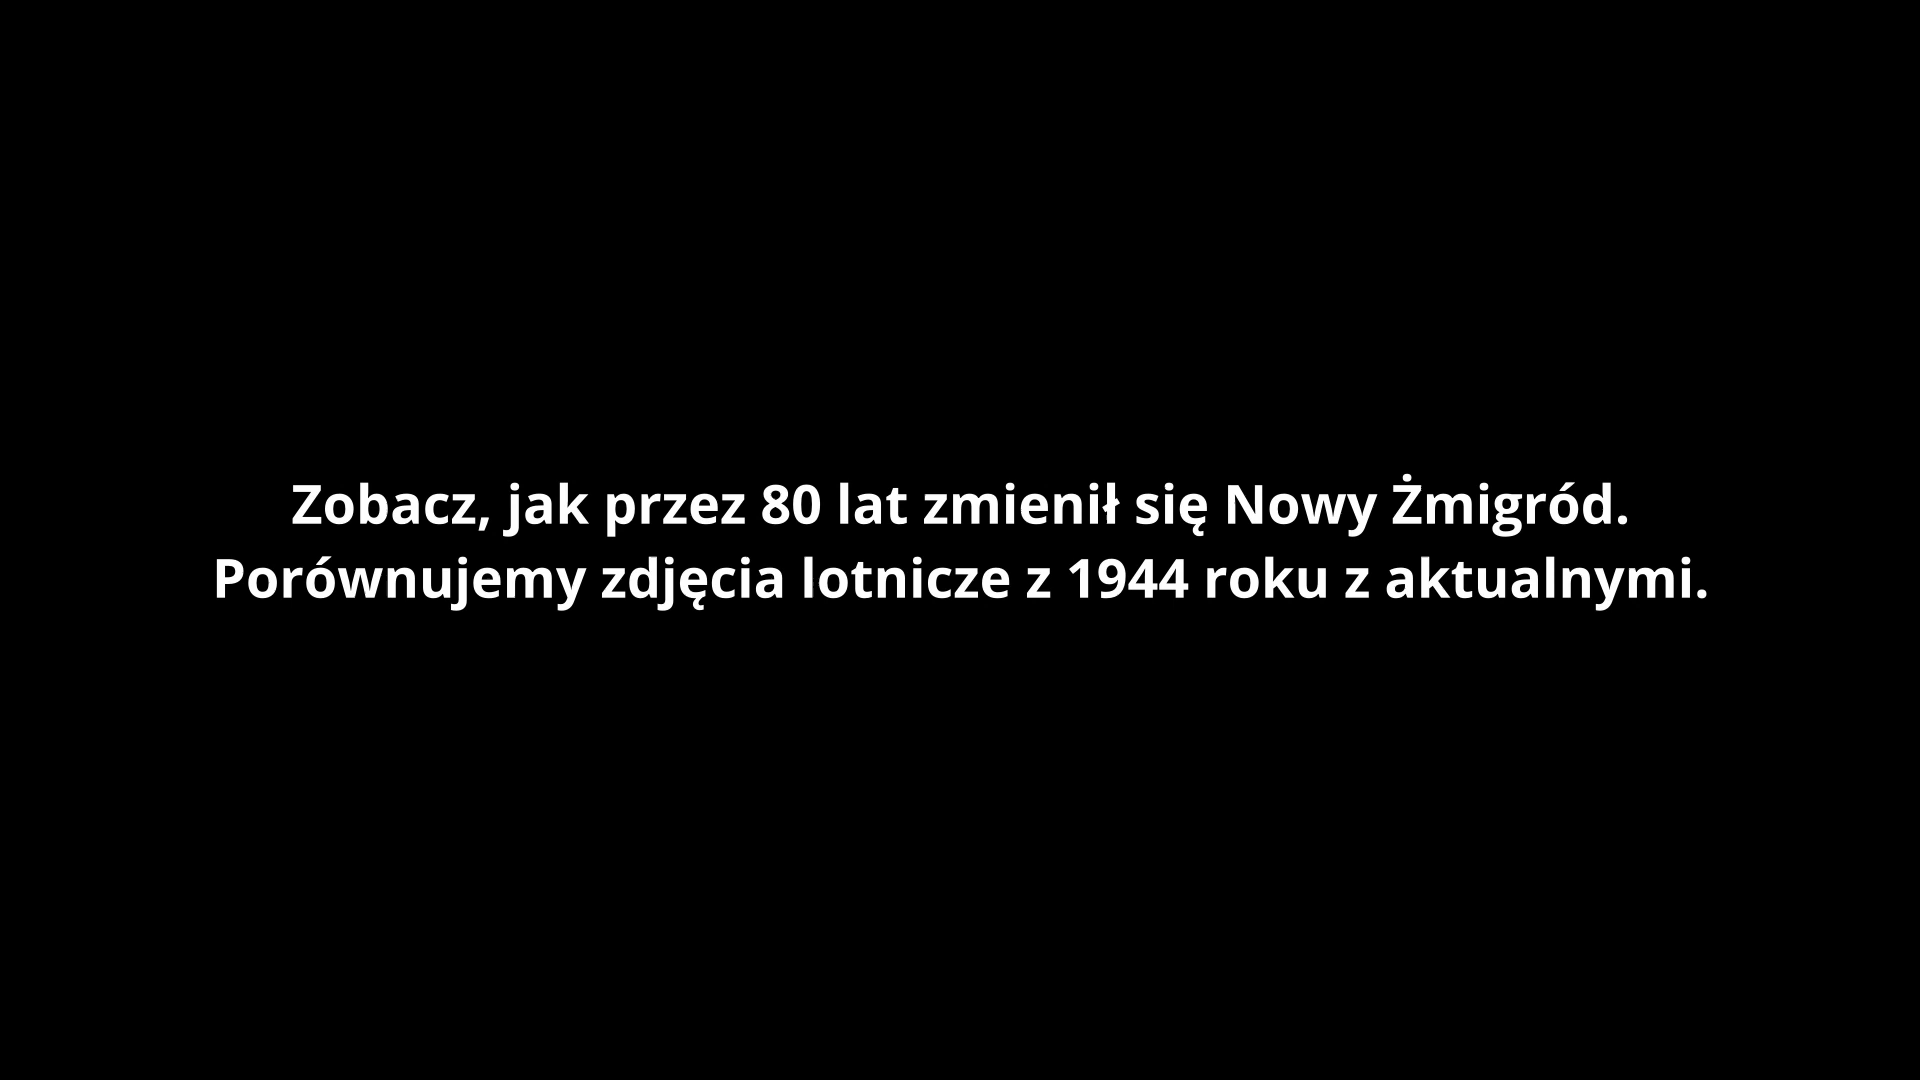 Zobacz, jak przez 80 lat zmienił się Nowy Żmigród.
Porównujemy zdjęcia lotnicze z 1944 roku z aktualnymi.